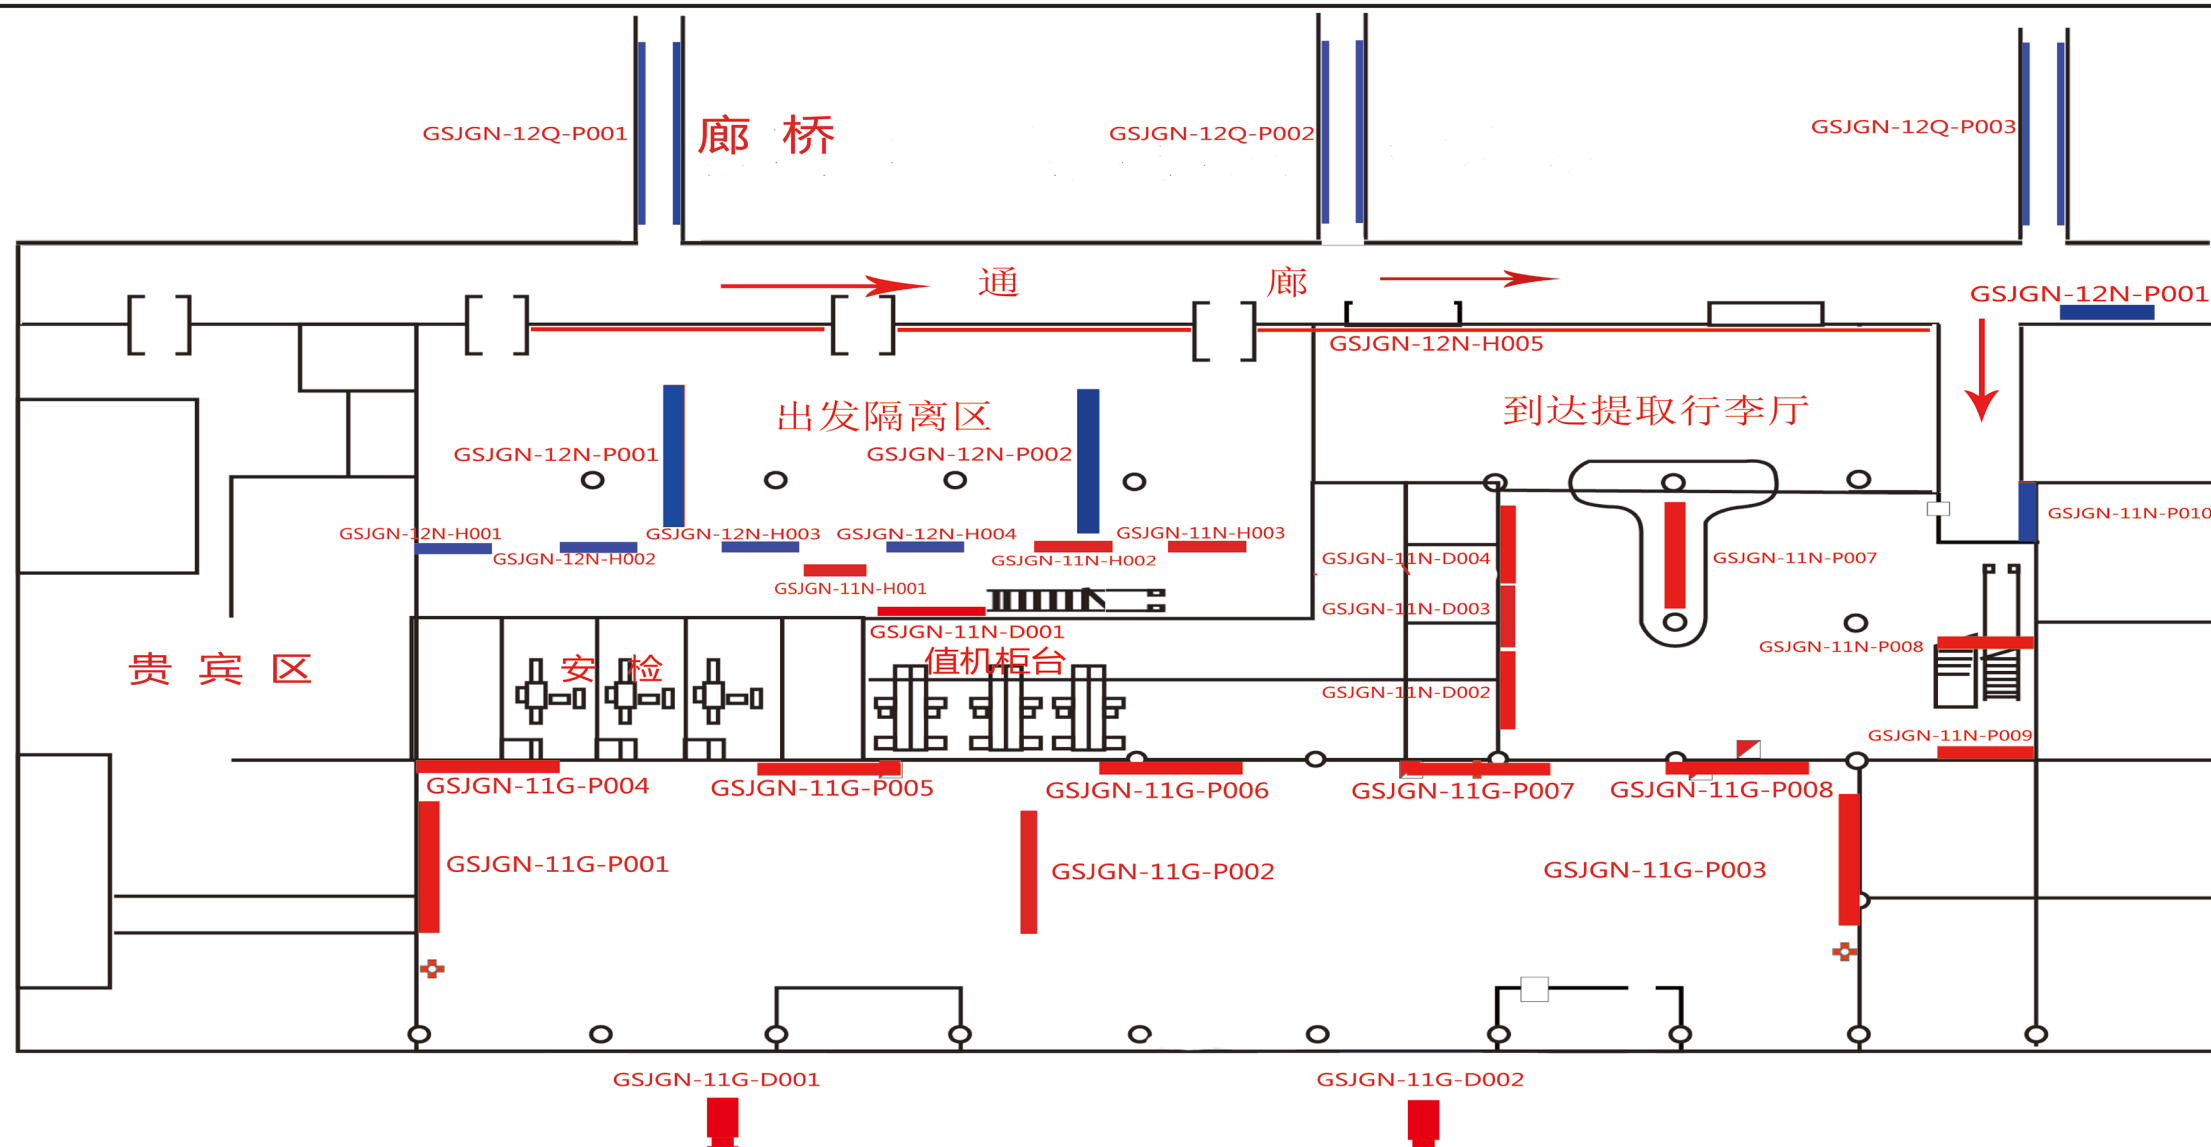 GSJGN-12Q-P001
廊 桥
GSJGN-12Q-P002
GSJGN-12Q-P003
通 廊
GSJGN-12N-P001
GSJGN-12N-H005
出发隔离区
到达提取行李厅
GSJGN-12N-P001
GSJGN-12N-P002
GSJGN-11N-P010
GSJGN-12N-H001
GSJGN-12N-H003
GSJGN-12N-H004
GSJGN-11N-H003
GSJGN-12N-H002
GSJGN-11N-H002
GSJGN-11N-D004
GSJGN-11N-P007
GSJGN-11N-H001
GSJGN-11N-D003
GSJGN-11N-D001
GSJGN-11N-P008
贵 宾 区
安 检
值机柜台
GSJGN-11N-D002
GSJGN-11N-P009
GSJGN-11G-P004
GSJGN-11G-P005
GSJGN-11G-P006
GSJGN-11G-P007
GSJGN-11G-P008
GSJGN-11G-P001
GSJGN-11G-P002
GSJGN-11G-P003
GSJGN-11G-D001
GSJGN-11G-D002